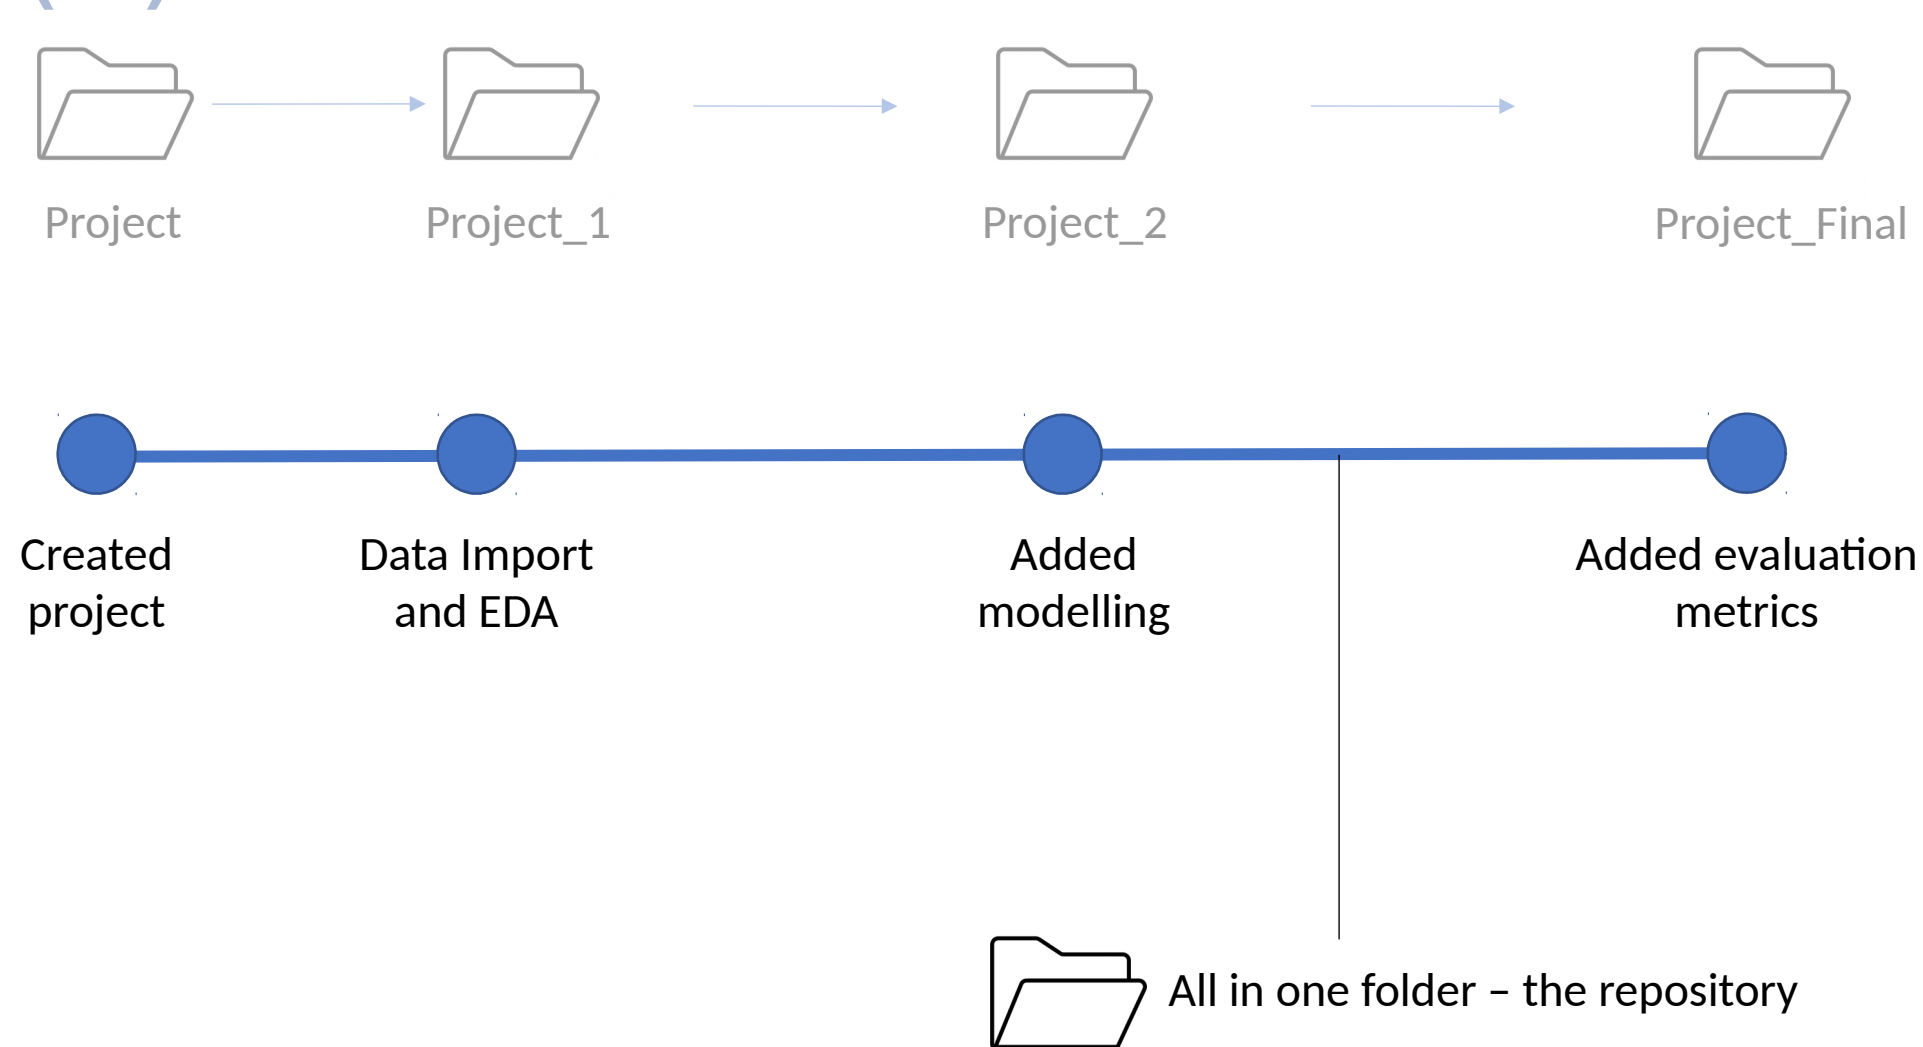 Project
Project_1
Project_2
Project_Final
Created
project
Data Import
and EDA
Added
modelling
Added evaluation
metrics
All in one folder – the repository